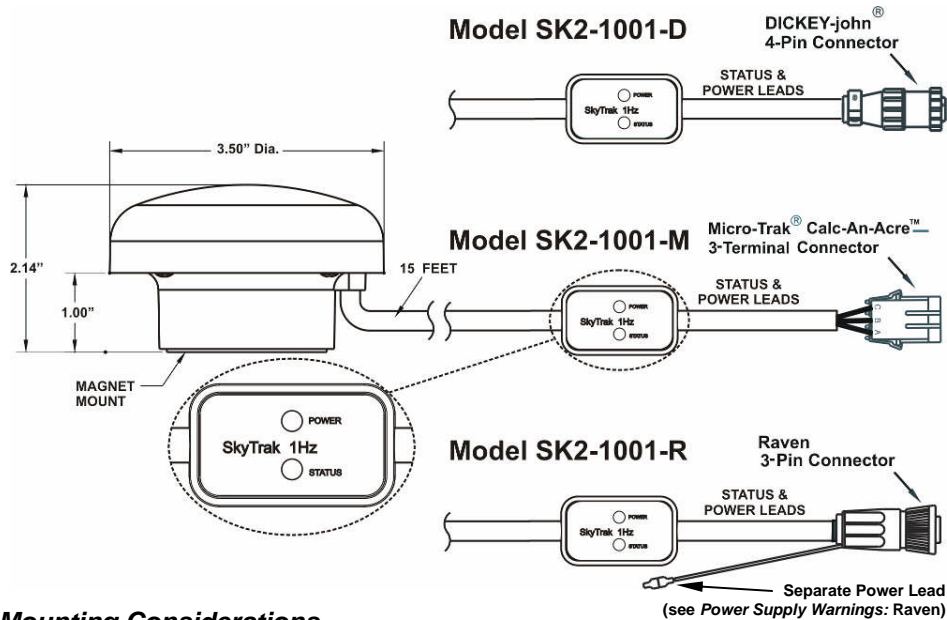 Model SK2-1001-D
DICKEY-john®
4-Pin Connector
STATUS &
POWER LEADS
POWER
SkyTrak 1Hz
STATUS
3.50” Dia.
2.14”
1.00”
15 FEET
MAGNET
MOUNT
Model SK2-1001-M
Micro-Trak® Calc-An-Acre™
3-Terminal Connector
STATUS &
POWER LEADS
POWER
SkyTrak 1Hz
STATUS
C B A
POWER
SkyTrak 1Hz
STATUS
Model SK2-1001-R
Raven
3-Pin Connector
STATUS &
POWER LEADS
POWER
SkyTrak 1Hz
STATUS
Separate Power Lead
(see Power Supply Warnings: Raven)
Mounting Considerations